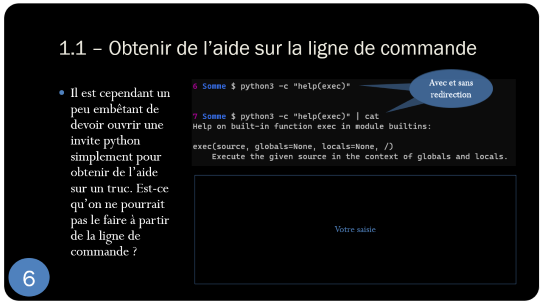 1.1 – Obtenir de l'aide sur la ligne de commande
• Il est cependant un
peu embêtant de
devoir ouvrir une
invite python
simplement pour
obtenir de l'aide
sur un truc. Est-ce
qu'on ne pourrait
pas le faire à partir
de la ligne de
commande ?
6 Somme $ python3 -c "help(exec)"
Avec et sans
redirection
7 Somme $ python3 -c "help(exec)" | cat
Help on built-in function exec in module builtins:
exec(source, globals=None, locals=None, /)
Execute the given source in the context of globals and locals.
Votre saisie
6